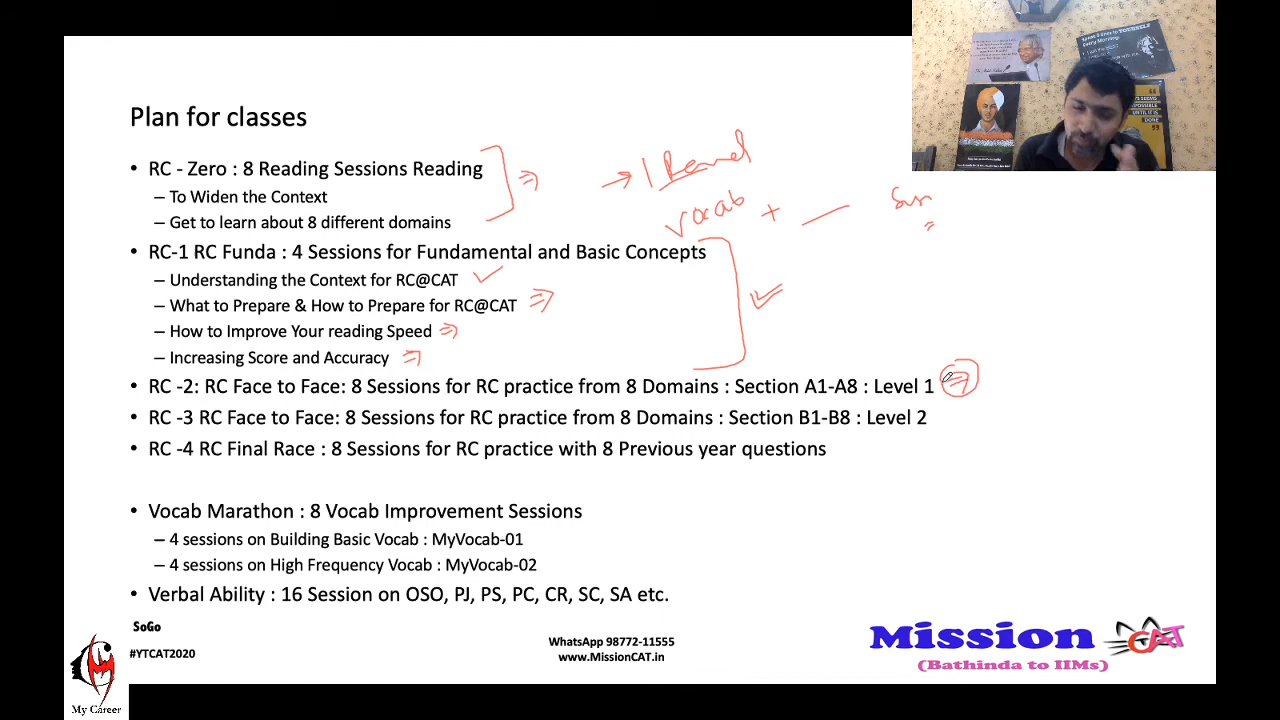 Plan for classes
• RC - Zero : 8 Reading Sessions Reading
– To Widen the Context
– Get to learn about 8 different domains
• RC-1 RC Funda : 4 Sessions for Fundamental and Basic Concepts
– Understanding the Context for RC@CAT
– What to Prepare & How to Prepare for RC@CAT
– How to Improve Your reading Speed
– Increasing Score and Accuracy
• RC -2: RC Face to Face: 8 Sessions for RC practice from 8 Domains : Section A1-A8 : Level 1
• RC -3 RC Face to Face: 8 Sessions for RC practice from 8 Domains : Section B1-B8 : Level 2
• RC -4 RC Final Race : 8 Sessions for RC practice with 8 Previous year questions
• Vocab Marathon : 8 Vocab Improvement Sessions
– 4 sessions on Building Basic Vocab : MyVocab-01
– 4 sessions on High Frequency Vocab : MyVocab-02
• Verbal Ability : 16 Session on OSO, PJ, PS, PC, CR, SC, SA etc.
Vocab +
SoGo
#YTCAT2020
WhatsApp 98772-11555
www.MissionCAT.in
Mission CAT
(Bathinda to IIMs)
My Career
UNTIL IT IS
DONE